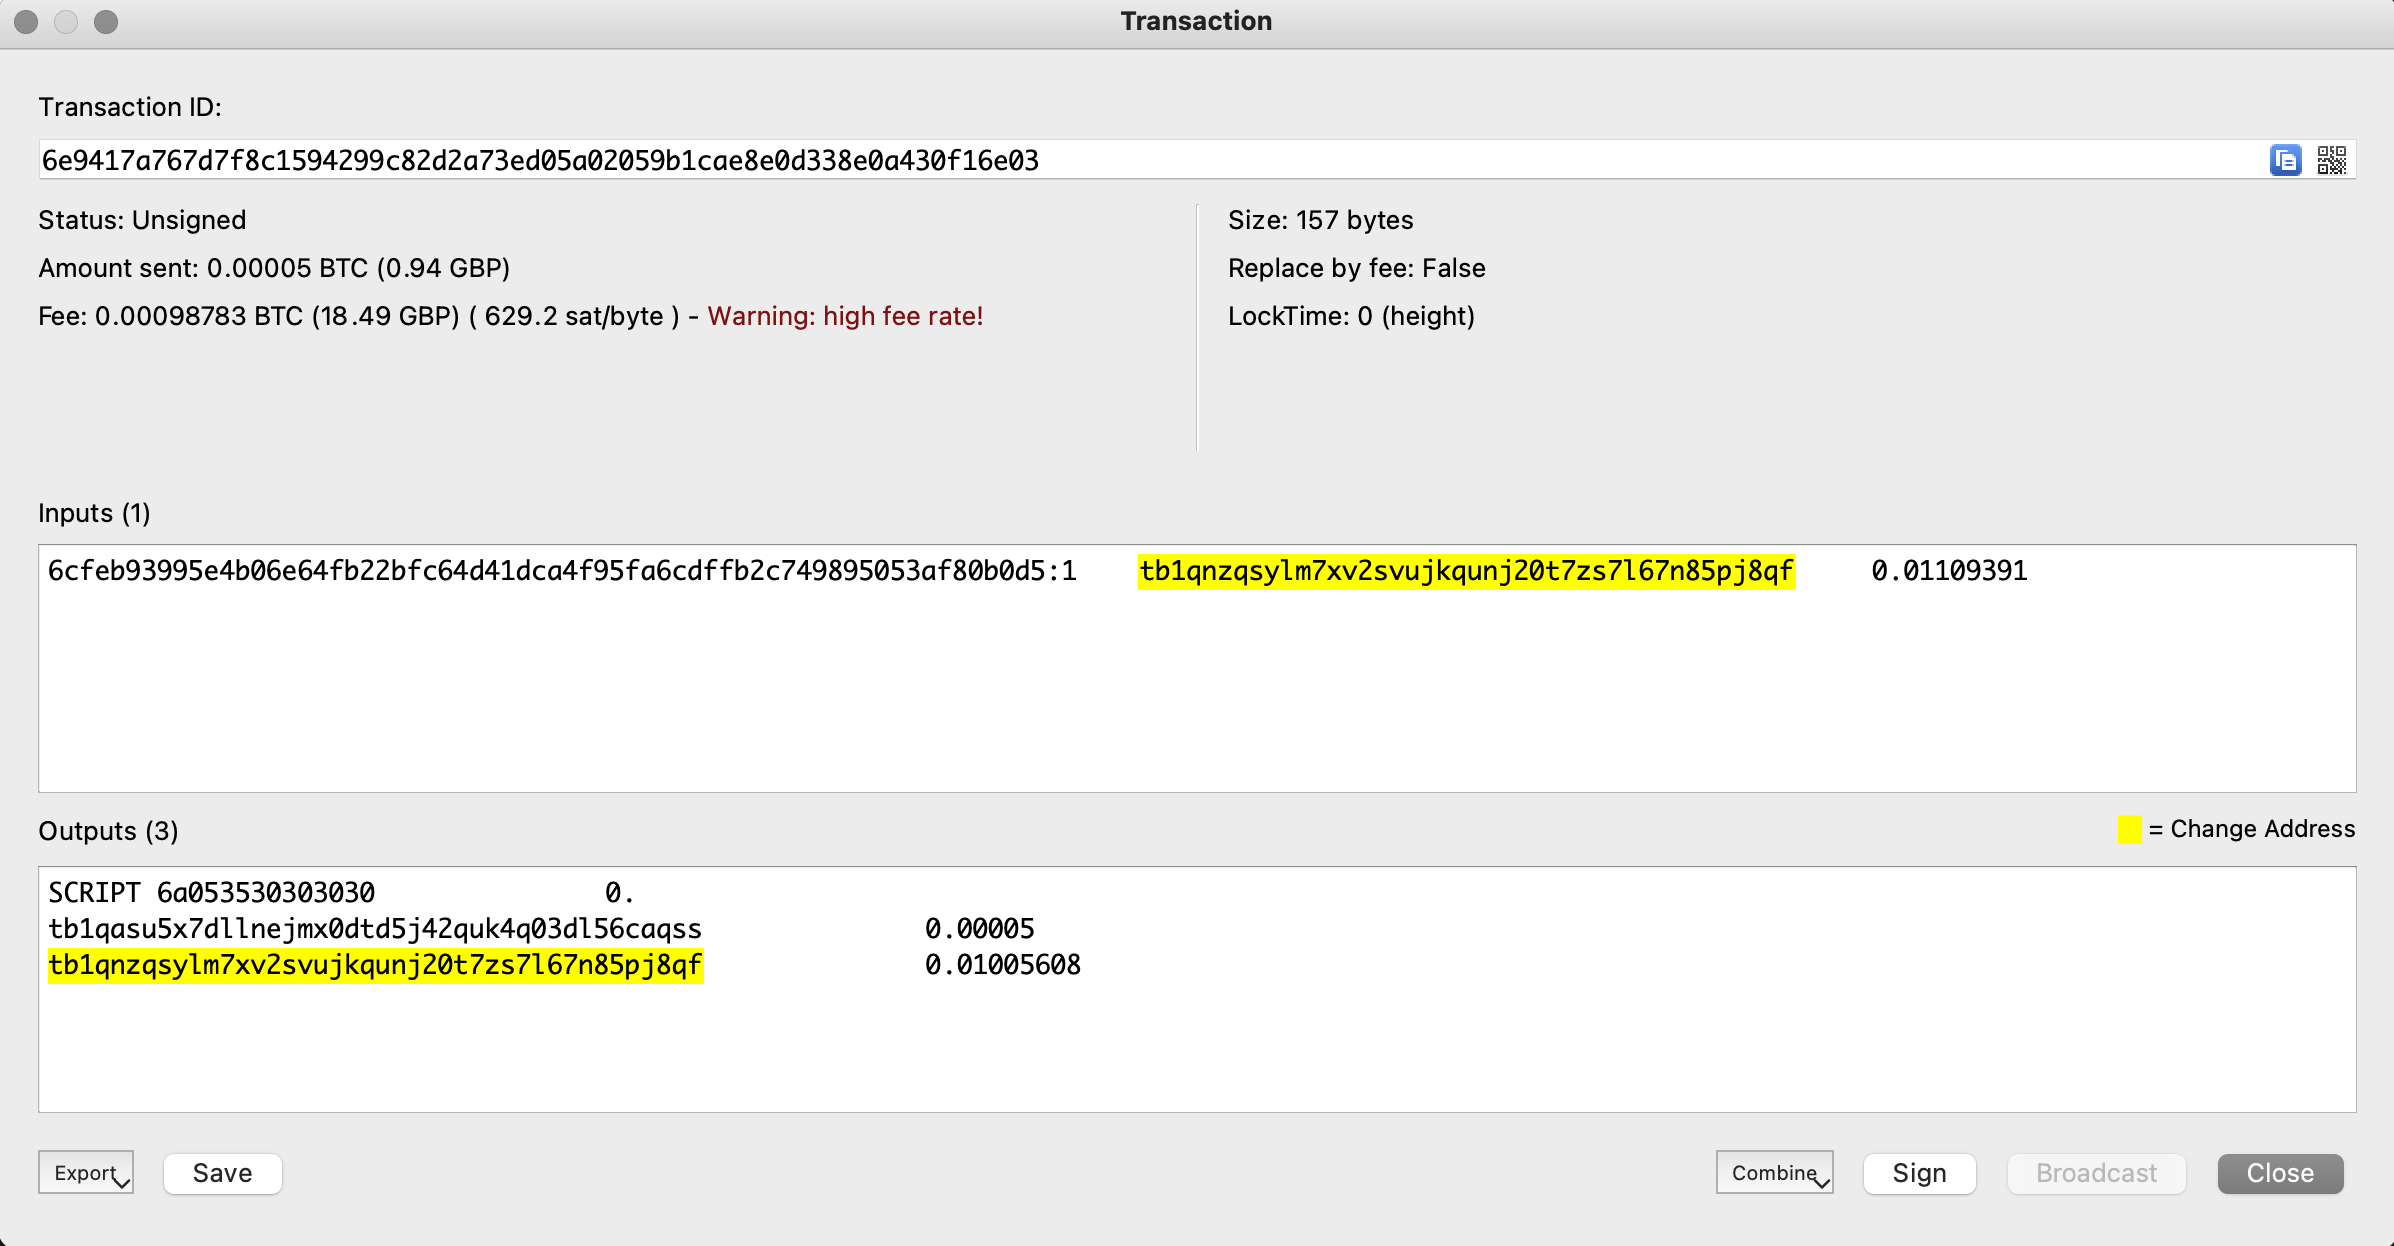 Transaction
Transaction ID:
6e9417a767d7f8c1594299c82d2a73ed05a02059b1cae8e0d338e0a430f16e03
Status: Unsigned
Amount sent: 0.00005 BTC (0.94 GBP)
Fee: 0.00098783 BTC (18.49 GBP) ( 629.2 sat/byte ) - Warning: high fee rate!
Size: 157 bytes
Replace by fee: False
LockTime: 0 (height)
Inputs (1)
6cfeb93995e4b06e64fb22bfc64d41dca4f95fa6cdffb2c749895053af80b0d5:1 tb1qnzqsylm7xv2svujkqunj20t7zs7l67n85pj8qf 0.01109391
Outputs (3)
= Change Address
SCRIPT 6a053530303030 0.
tb1qasu5x7dllnejmx0dtd5j42quk4q03dl56caqss 0.00005
tb1qnzqsylm7xv2svujkqunj20t7zs7l67n85pj8qf 0.01005608
Export Save Combine Sign Broadcast Close